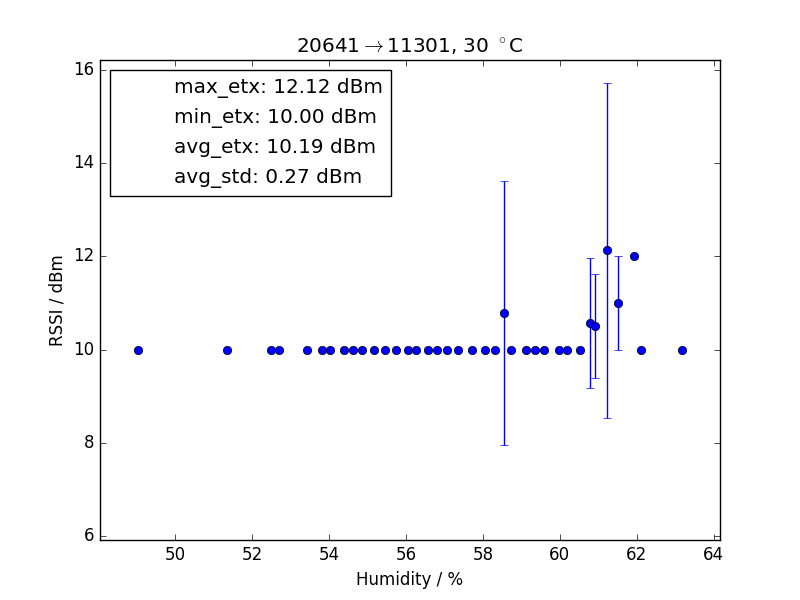 20641→11301, 30 °C
max_etx: 12.12 dBm
min_etx: 10.00 dBm
avg_etx: 10.19 dBm
avg_std: 0.27 dBm
16
14
12
10
8
6
RSSI / dBm
50 52 54 56 58 60 62 64
Humidity / %